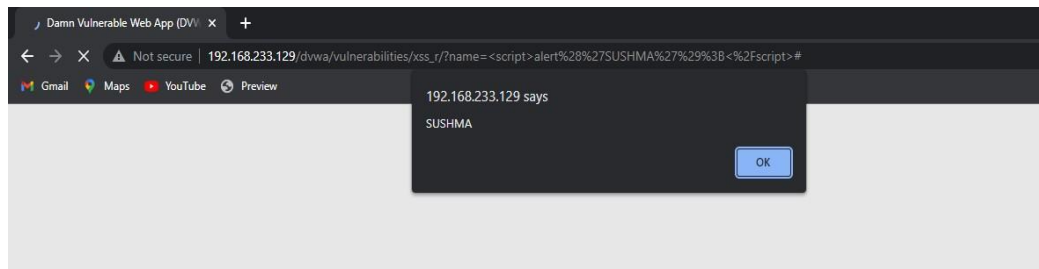 Damn Vulnerable Web App (DVW
Not secure | 192.168.233.129/dvwa/vulnerabilities/xss_r/?name=<script>alert%28%27SUSHMA%27%29%3B<%2Fscript>#
Gmail Maps YouTube Preview
192.168.233.129 says
SUSHMA
OK